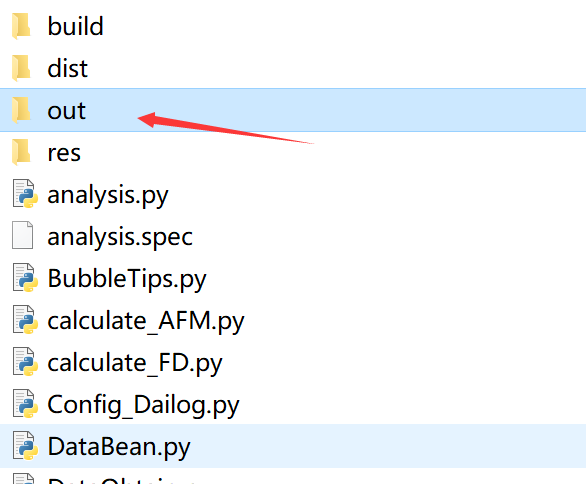 build
dist
out
res
analysis.py
analysis.spec
BubbleTips.py
calculate_AFM.py
calculate_FD.py
Config_Dailog.py
DataBean.py